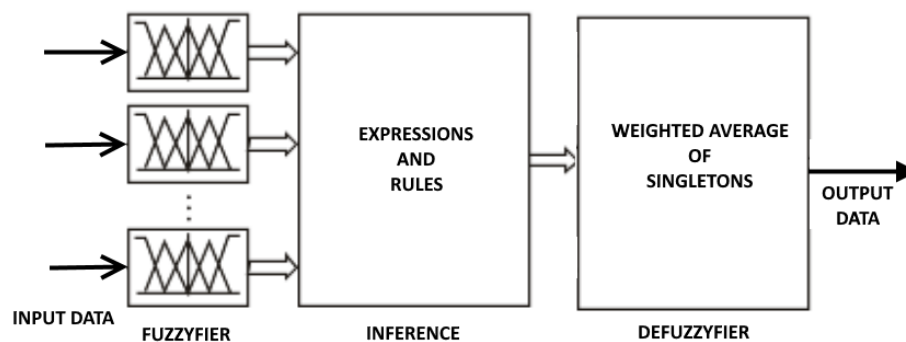 EXPRESSIONS
AND
RULES
WEIGHTED AVERAGE
OF
SINGLETONS
OUTPUT
DATA
INPUT DATA
FUZZYFIER
INFERENCE
DEFUZZYFIER